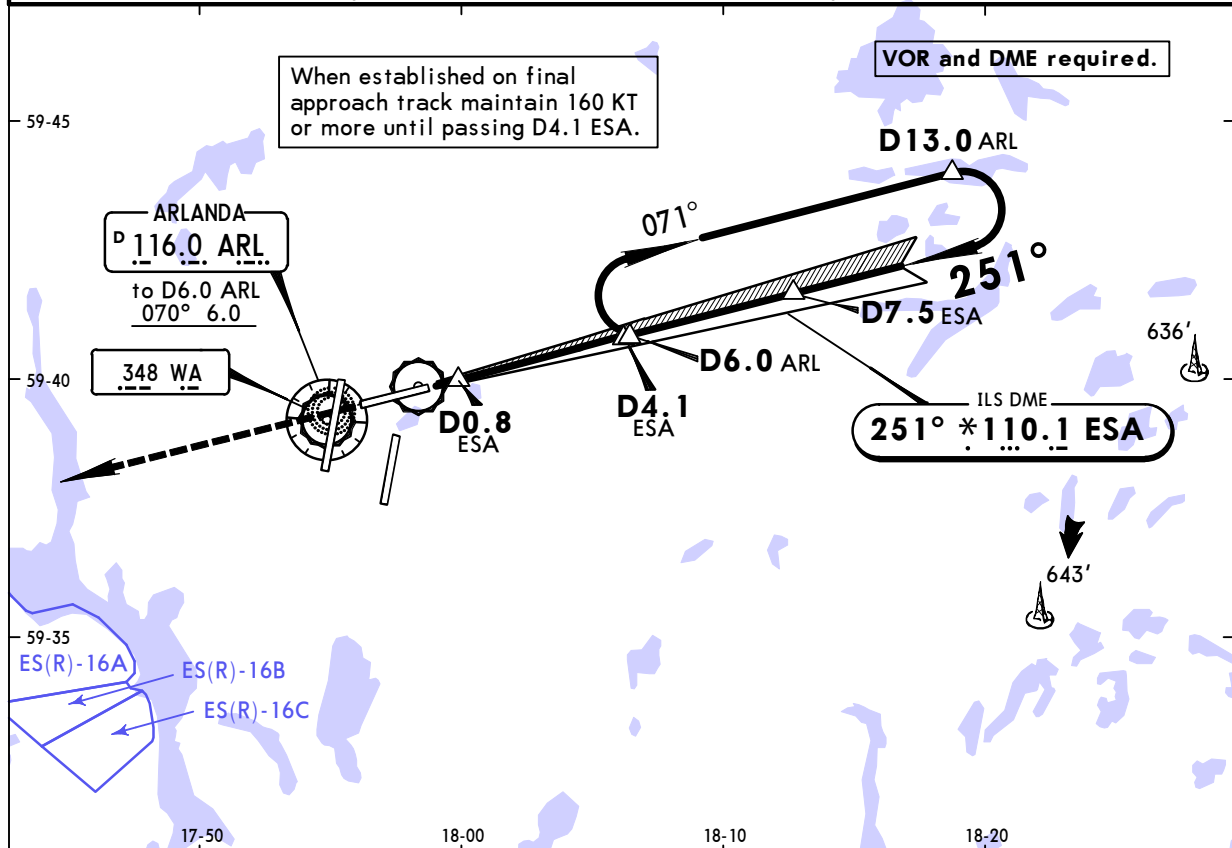 When established on final
approach track maintain 160 KT
or more until passing D4.1 ESA.
VOR and DME required.
59-45
D13.0 ARL
ARLANDA
D 116.0 ARL
071°
251°
to D6.0 ARL
070° 6.0
D7.5 ESA
636'
348 WA
D6.0 ARL
59-40
D0.8
ESA
D4.1
ESA
ILS DME
251° *110.1 ESA
643'
59-35
ES(R)-16A
ES(R)-16B
ES(R)-16C
17-50
18-00
18-10
18-20